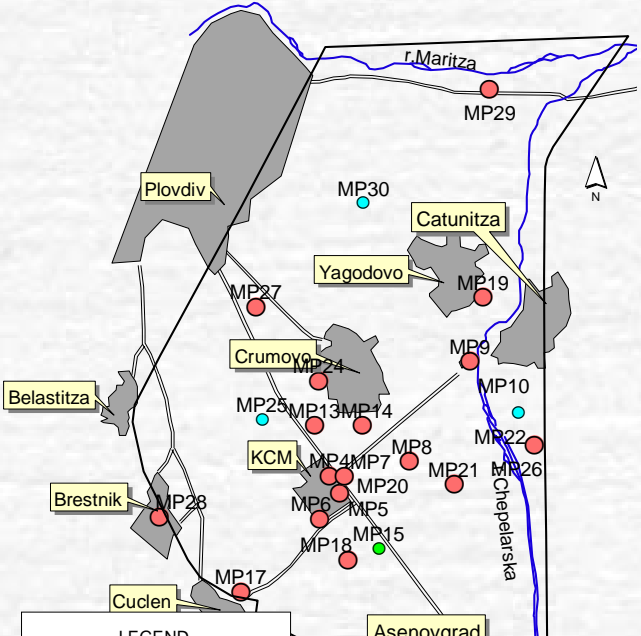 r.Maritza
MP29
Plovdiv
MP30
N
Catunitza
Yagodovo
MP19
MP27
Crumovo
MP24
MP9
Belastitza
MP10
MP25
MP13
MP14
MP22
KCM
MP4
MP7
MP8
MP21
MP26
MP20
Brestnik
MP28
MP6
MP5
MP15
r.Chepelarska
MP18
MP17
Cuclen
Asenovgrad
LEGEND